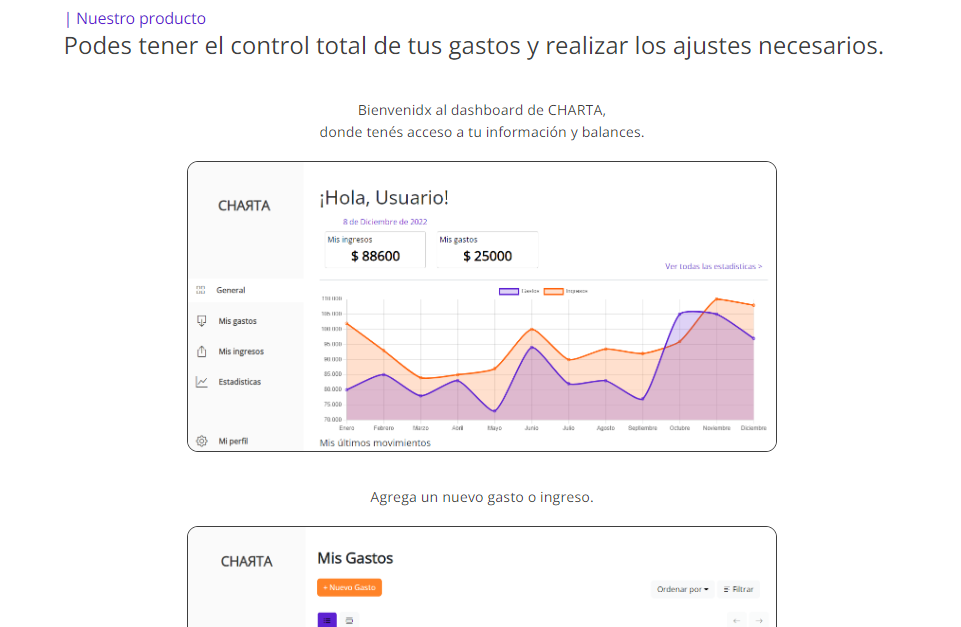 | Nuestro producto
Podes tener el control total de tus gastos y realizar los ajustes necesarios.
Bienvenidx al dashboard de CHARTA,
donde tenés acceso a tu información y balances.
CHAЯTA
¡Hola, Usuario!
8 de Diciembre de 2022
Mis ingresos
$ 88600
Mis gastos
$ 25000
Ver todas las estadísticas >
General
Mis gastos
Mis ingresos
Estadísticas
Mi perfil
Gastos Ingresos
110.000
105.000
100.000
95.000
90.000
85.000
80.000
75.000
70.000
Enero Febrero Marzo Abril Mayo Junio Julio Agosto Septiembre Octubre Noviembre Diciembre
Mis últimos movimientos
Agrega un nuevo gasto o ingreso.
CHAЯTA
Mis Gastos
+ Nuevo Gasto
Ordenar por
Filtrar